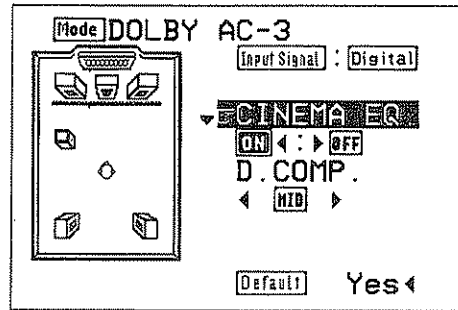 Mode DOLBY AC-3
Input Signal : Digital
CINEMA EQ.
ON : OFF
D.COMP.
MID
Default Yes